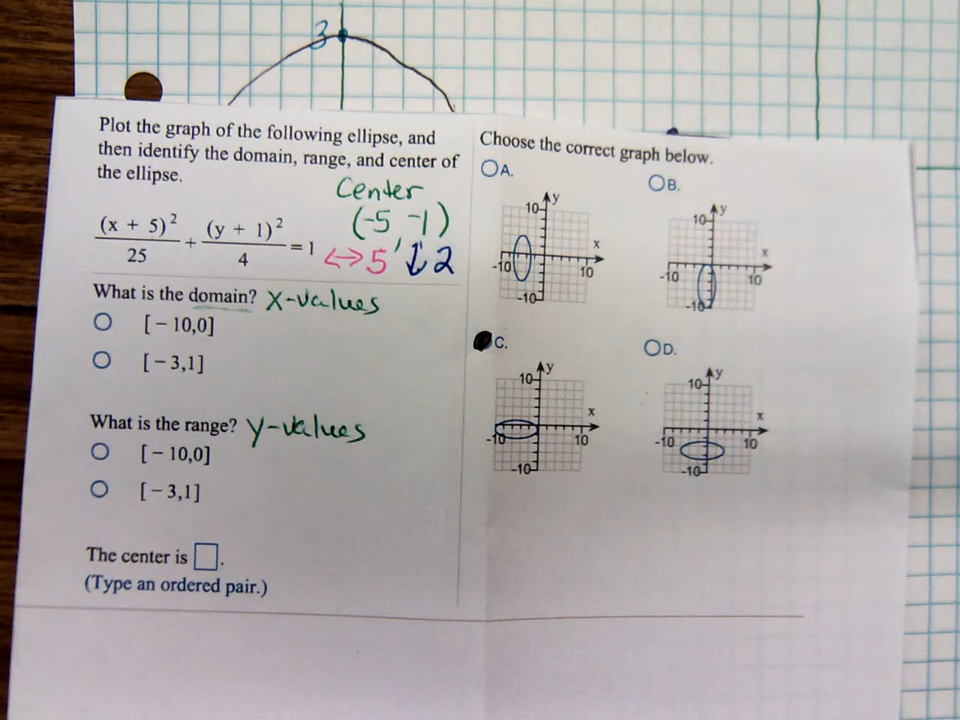 3
Plot the graph of the following ellipse, and
then identify the domain, range, and center of
the ellipse.
Center
(x + 5)²/25 + (y + 1)²/4 = 1
(-5, -1)
↔5 ↕2
What is the domain? x-values
[-10,0]
[-3,1]
What is the range? y-values
[-10,0]
[-3,1]
The center is □.
(Type an ordered pair.)
Choose the correct graph below.
A.
10 y
x
-10 10
-10
B.
10 y
x
-10 10
-10
C.
10 y
x
-10 10
-10
D.
10 y
x
-10 10
-10